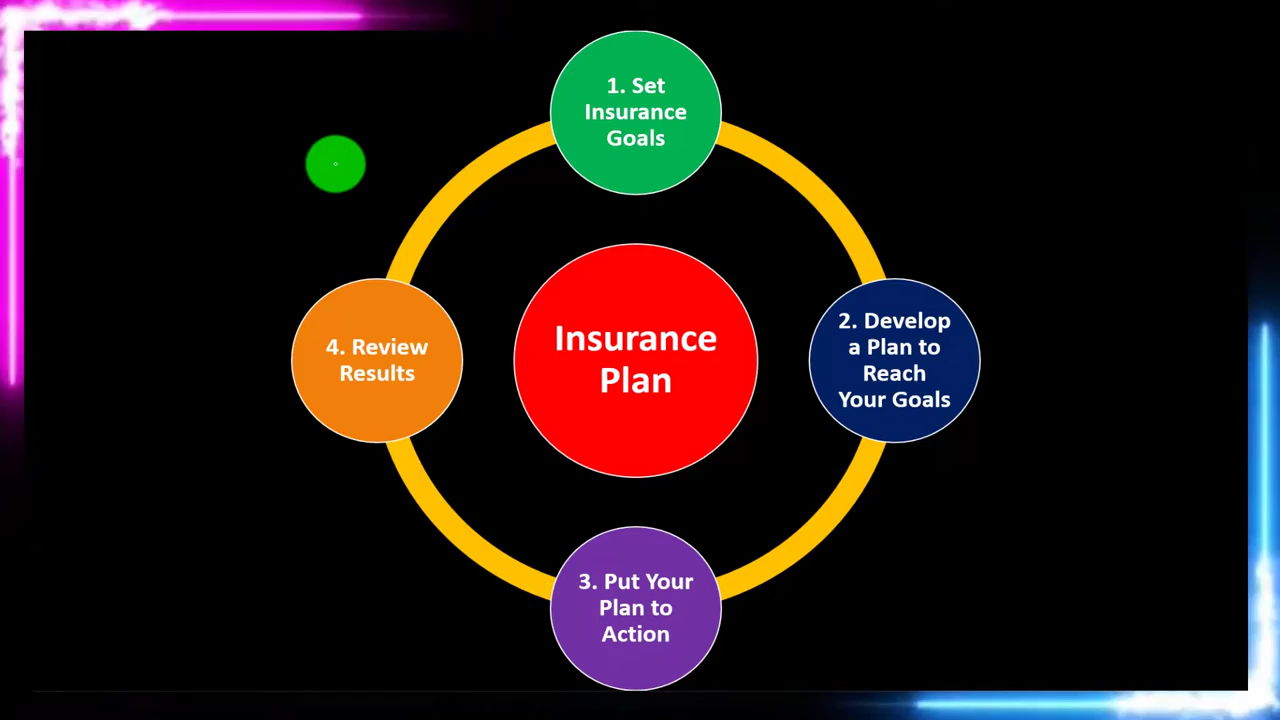 1. Set
Insurance
Goals
Insurance
Plan
2. Develop
a Plan to
Reach
Your Goals
3. Put Your
Plan to
Action
4. Review
Results